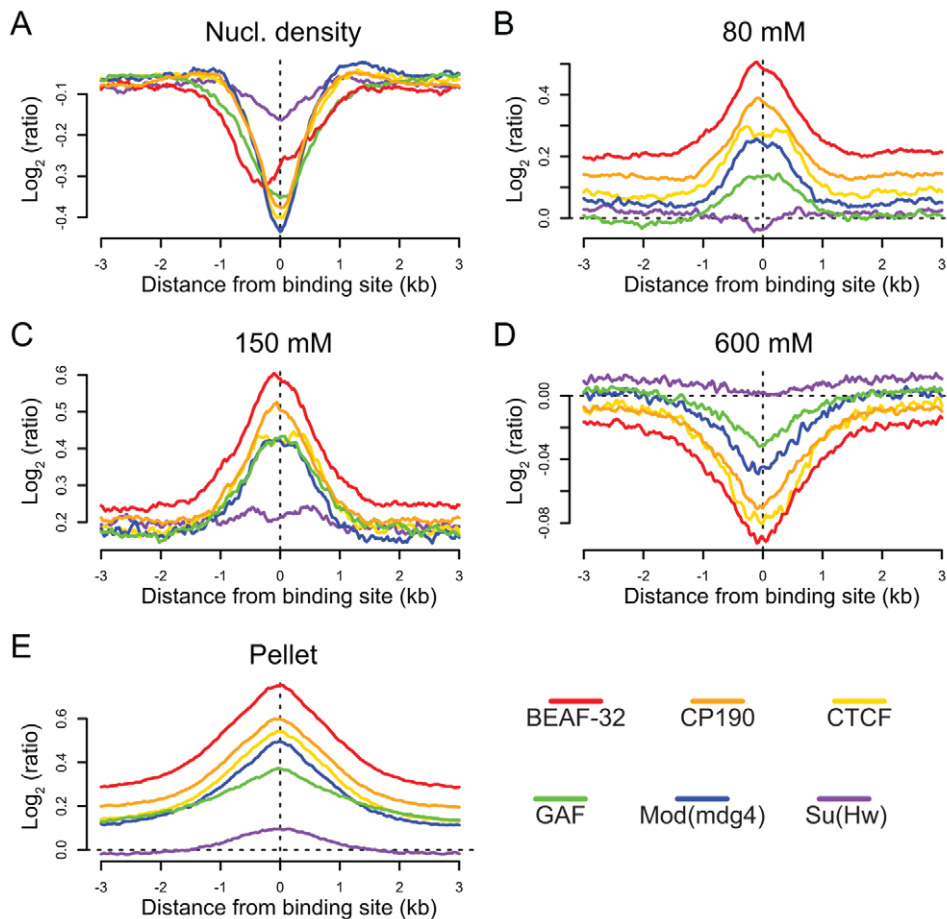 A
Nucl. density
Log2 (ratio)
-0.1
-0.2
-0.3
-0.4
-3 -2 -1 0 1 2 3
Distance from binding site (kb)
B
80 mM
Log2 (ratio)
0.4
0.2
0.0
-3 -2 -1 0 1 2 3
Distance from binding site (kb)
C
150 mM
Log2 (ratio)
0.6
0.5
0.4
0.3
0.2
-3 -2 -1 0 1 2 3
Distance from binding site (kb)
D
600 mM
Log2 (ratio)
0.00
-0.04
-0.08
-3 -2 -1 0 1 2 3
Distance from binding site (kb)
E
Pellet
Log2 (ratio)
0.6
0.4
0.2
0.0
-3 -2 -1 0 1 2 3
Distance from binding site (kb)
BEAF-32 CP190 CTCF
GAF Mod(mdg4) Su(Hw)